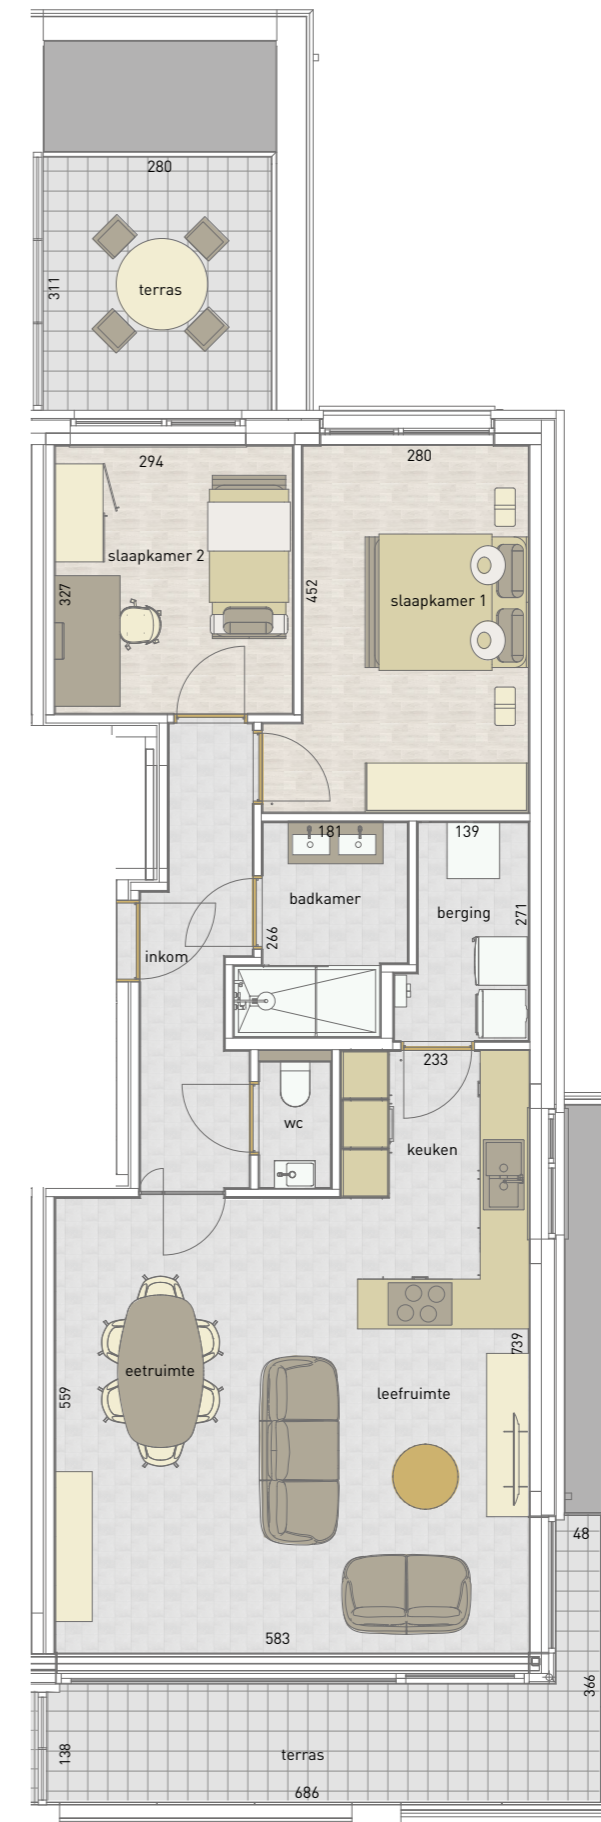 280
311
terras
294
280
slaapkamer 2
327
452
slaapkamer 1
181
139
badkamer
berging
271
266
inkom
233
wc
keuken
739
eetruimte
559
leefruimte
48
583
366
138
terras
686